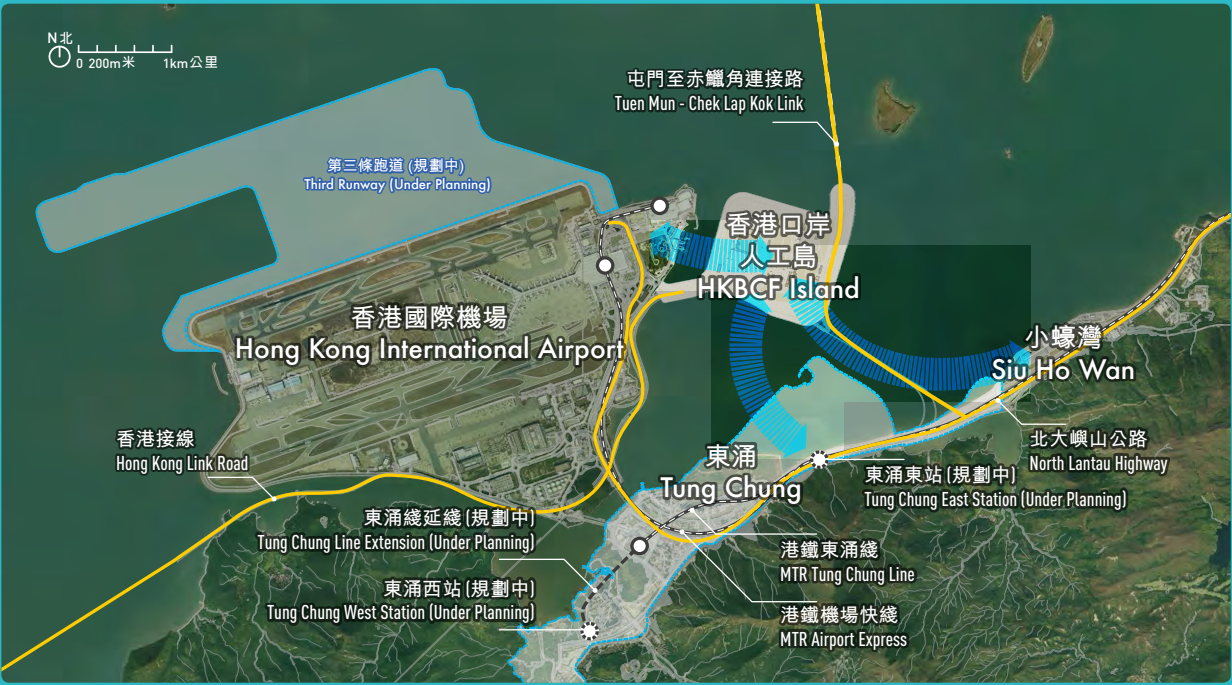 N北
0 200m米 1km公里
屯門至赤鱲角連接路
Tuen Mun - Chek Lap Kok Link
第三條跑道 (規劃中)
Third Runway (Under Planning)
香港口岸
人工島
HKBCF Island
香港國際機場
Hong Kong International Airport
小蠔灣
Siu Ho Wan
香港接線
Hong Kong Link Road
東涌
Tung Chung
北大嶼山公路
North Lantau Highway
東涌東站 (規劃中)
Tung Chung East Station (Under Planning)
東涌綫延綫 (規劃中)
Tung Chung Line Extension (Under Planning)
港鐵東涌綫
MTR Tung Chung Line
東涌西站 (規劃中)
Tung Chung West Station (Under Planning)
港鐵機場快綫
MTR Airport Express